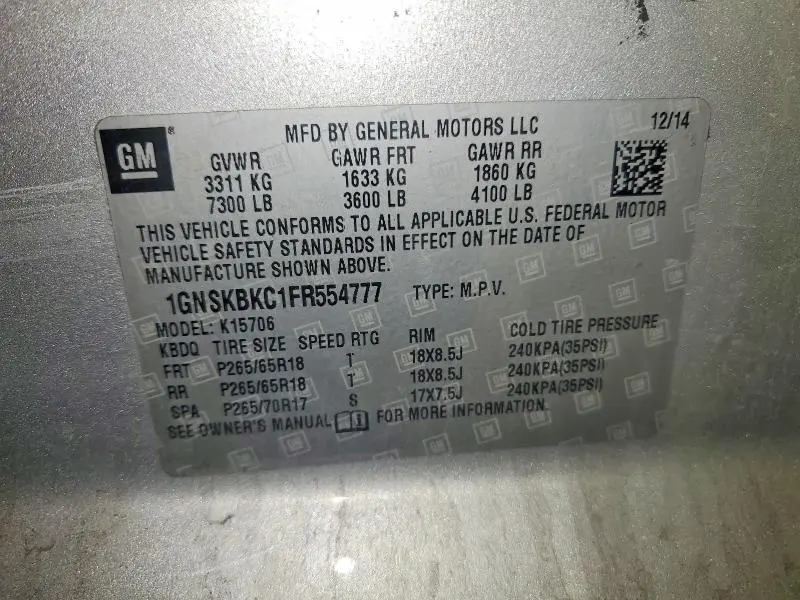 GM
MFD BY GENERAL MOTORS LLC 12/14
GVWR GAWR FRT GAWR RR
3311 KG 1633 KG 1860 KG
7300 LB 3600 LB 4100 LB
THIS VEHICLE CONFORMS TO ALL APPLICABLE U.S. FEDERAL MOTOR
VEHICLE SAFETY STANDARDS IN EFFECT ON THE DATE OF
MANUFACTURE SHOWN ABOVE.
1GNSKBKC1FR554777 TYPE: M.P.V.
MODEL: K15706
KBDQ TIRE SIZE SPEED RTG RIM COLD TIRE PRESSURE
FRT P265/65R18 T 18X8.5J 240KPA(35PSI)
RR P265/65R18 T 18X8.5J 240KPA(35PSI)
SPA P265/70R17 S 17X7.5J 240KPA(35PSI)
SEE OWNER'S MANUAL FOR MORE INFORMATION.